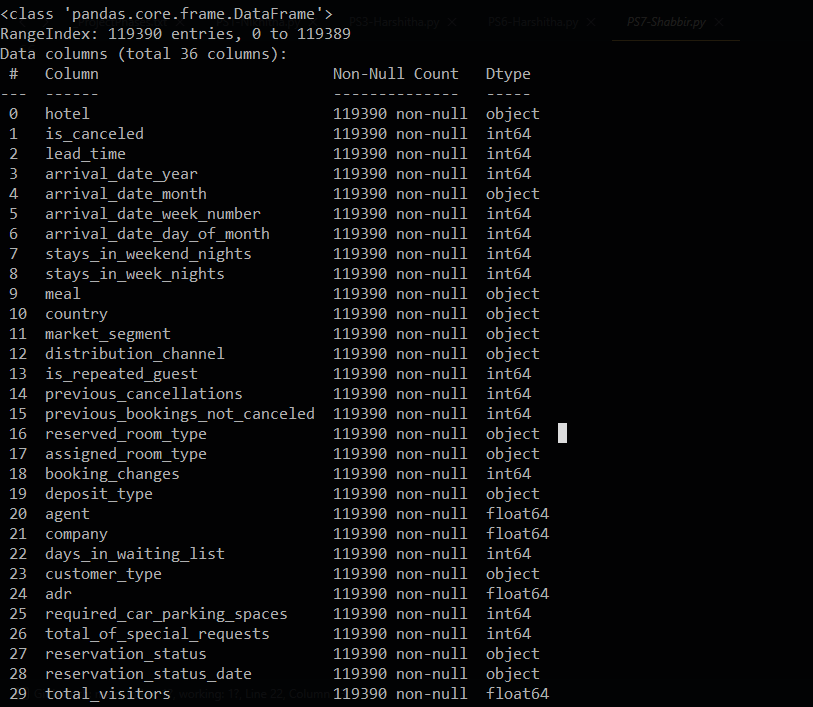 PS3-Harshitha.py PS6-Harshitha.py PS7-Shabbir.py
<class 'pandas.core.frame.DataFrame'>
RangeIndex: 119390 entries, 0 to 119389
Data columns (total 36 columns):
 #   Column                          Non-Null Count   Dtype
---  ------                          --------------   -----
 0   hotel                           119390 non-null  object
 1   is_canceled                     119390 non-null  int64
 2   lead_time                       119390 non-null  int64
 3   arrival_date_year               119390 non-null  int64
 4   arrival_date_month              119390 non-null  object
 5   arrival_date_week_number        119390 non-null  int64
 6   arrival_date_day_of_month       119390 non-null  int64
 7   stays_in_weekend_nights         119390 non-null  int64
 8   stays_in_week_nights            119390 non-null  int64
 9   meal                            119390 non-null  object
 10  country                         119390 non-null  object
 11  market_segment                  119390 non-null  object
 12  distribution_channel            119390 non-null  object
 13  is_repeated_guest               119390 non-null  int64
 14  previous_cancellations          119390 non-null  int64
 15  previous_bookings_not_canceled  119390 non-null  int64
 16  reserved_room_type              119390 non-null  object
 17  assigned_room_type              119390 non-null  object
 18  booking_changes                 119390 non-null  int64
 19  deposit_type                    119390 non-null  object
 20  agent                           119390 non-null  float64
 21  company                         119390 non-null  float64
 22  days_in_waiting_list            119390 non-null  int64
 23  customer_type                   119390 non-null  object
 24  adr                             119390 non-null  float64
 25  required_car_parking_spaces     119390 non-null  int64
 26  total_of_special_requests       119390 non-null  int64
 27  reservation_status              119390 non-null  object
 28  reservation_status_date         119390 non-null  object
 29  total_visitors                  119390 non-null  float64